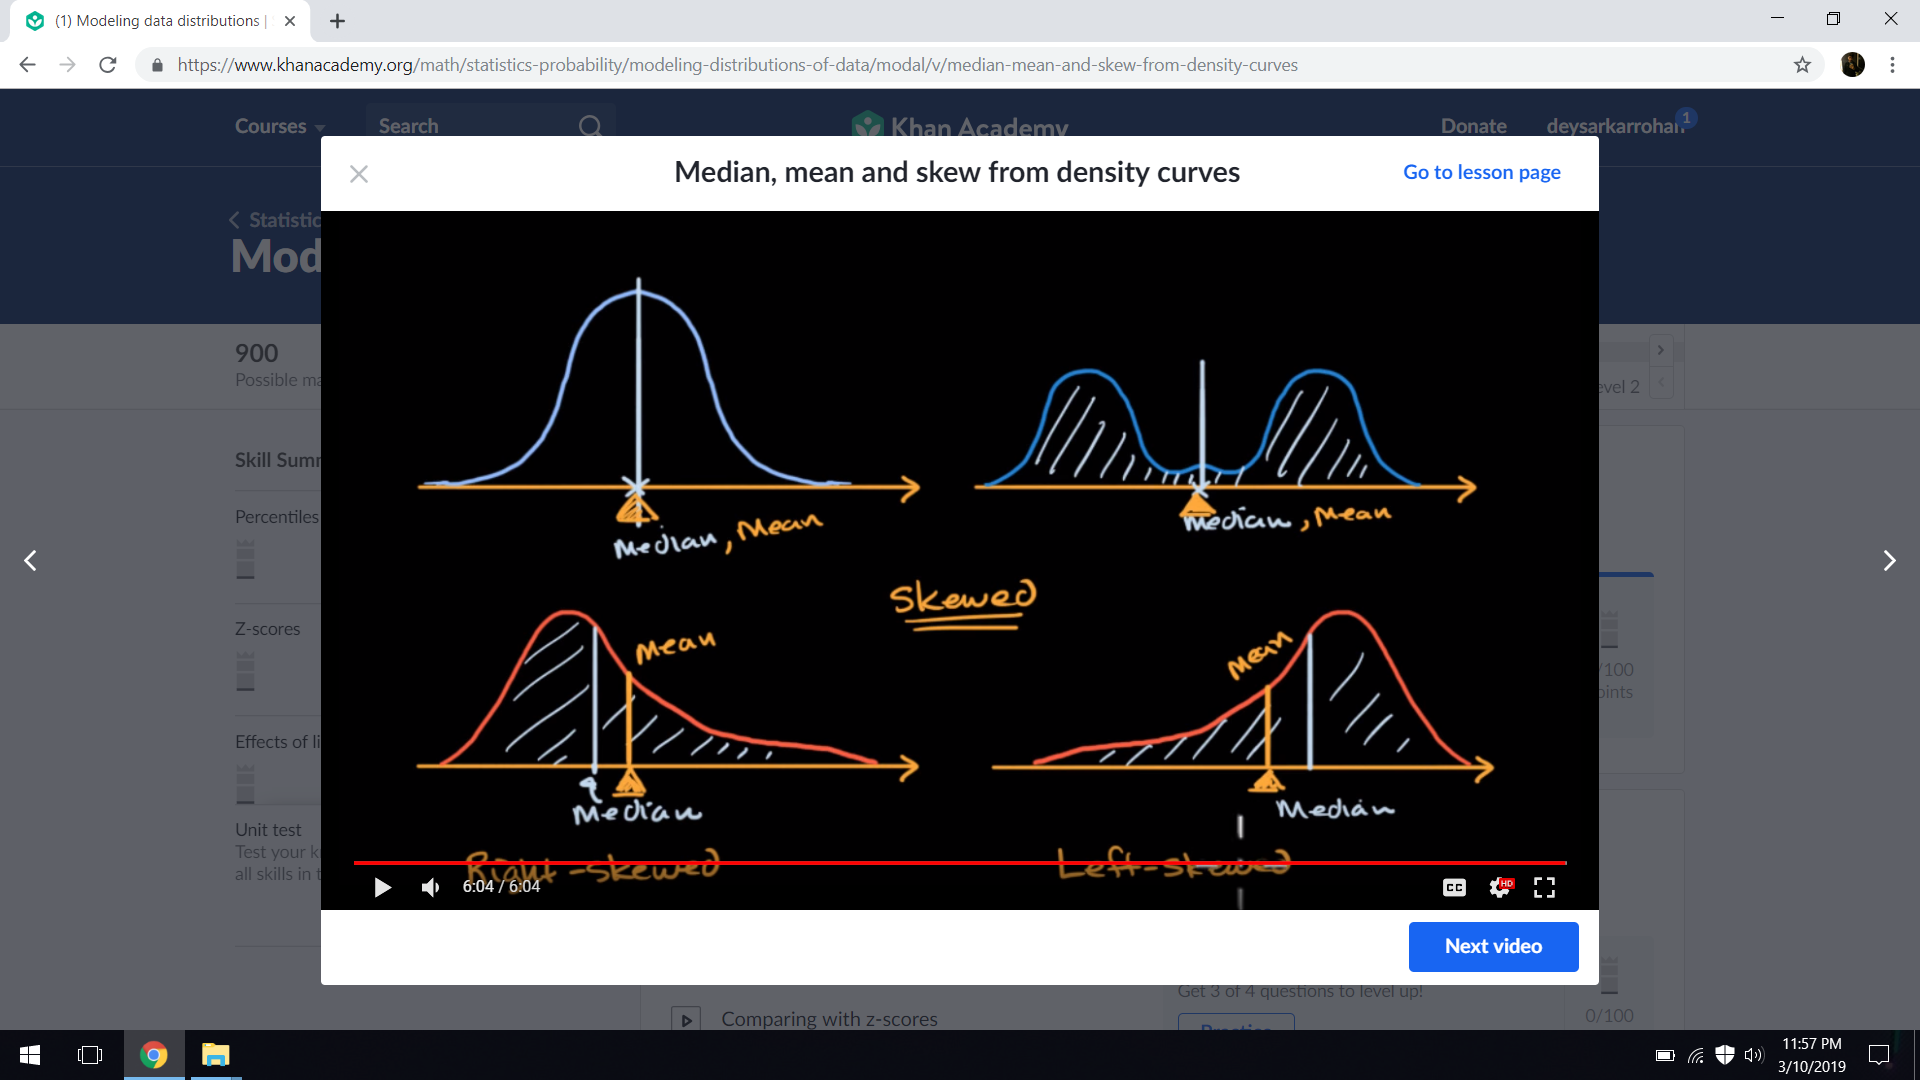 (1) Modeling data distributions |
https://www.khanacademy.org/math/statistics-probability/modeling-distributions-of-data/modal/v/median-mean-and-skew-from-density-curves
Courses
Search
Khan Academy
Donate
deysarkarrohan
1
Median, mean and skew from density curves
Go to lesson page
Statistic
Mod
900
Possible ma
evel 2
Skill Summ
Percentiles
Z-scores
Effects of li
Unit test
Test your k
all skills in t
Median, Mean
Median, Mean
Skewed
Mean
Median
Right-skewed
Mean
Median
Left-skewed
6:04 / 6:04
CC
HD
/100
oints
Next video
Get 3 of 4 questions to level up!
Comparing with z-scores
Practice
0/100
11:57 PM
3/10/2019